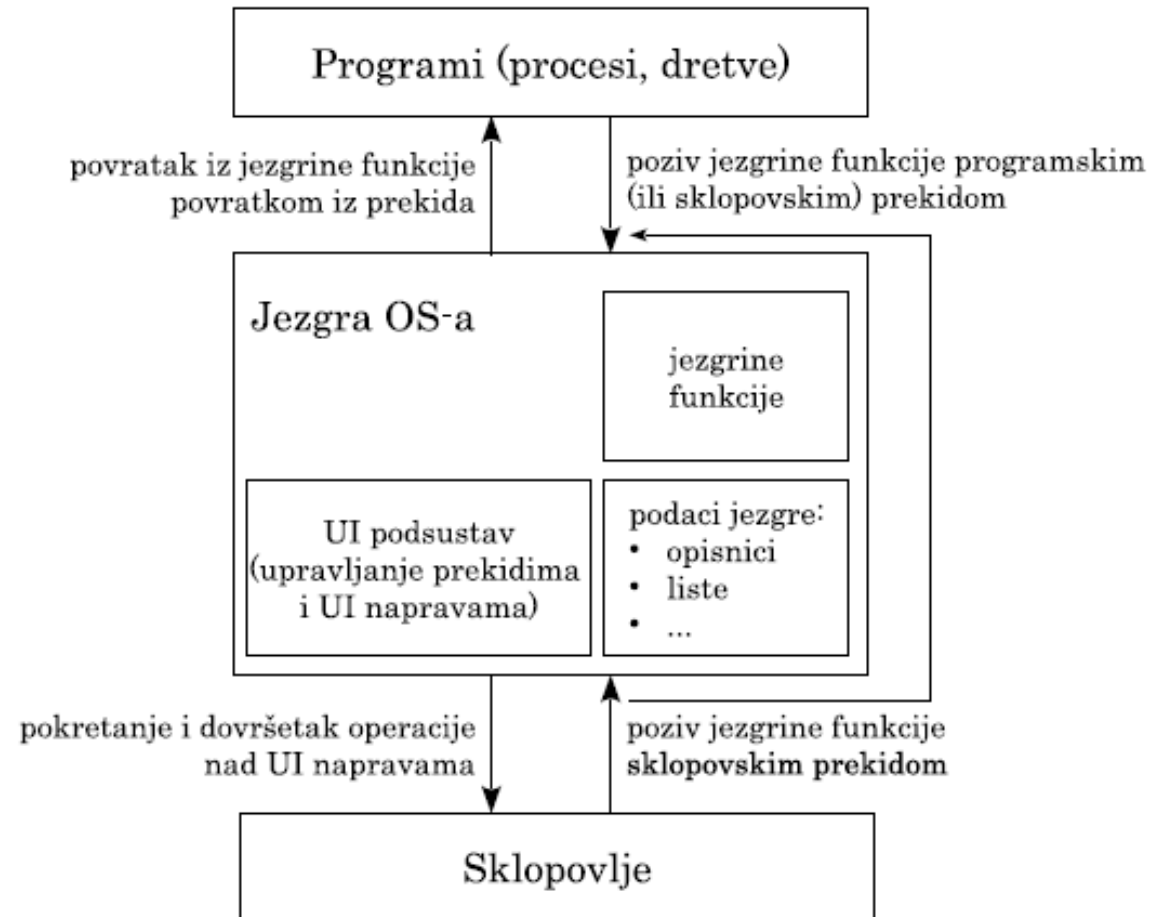 Programi (procesi, dretve)
povratak iz jezgrine funkcije
povratkom iz prekida
poziv jezgrine funkcije programskim
(ili sklopovskim) prekidom
Jezgra OS-a
jezgrine
funkcije
UI podsustav
(upravljanje prekidima
i UI napravama)
podaci jezgre:
• opisnici
• liste
• ...
pokretanje i dovršetak operacije
nad UI napravama
poziv jezgrine funkcije
sklopovskim prekidom
Sklopovlje